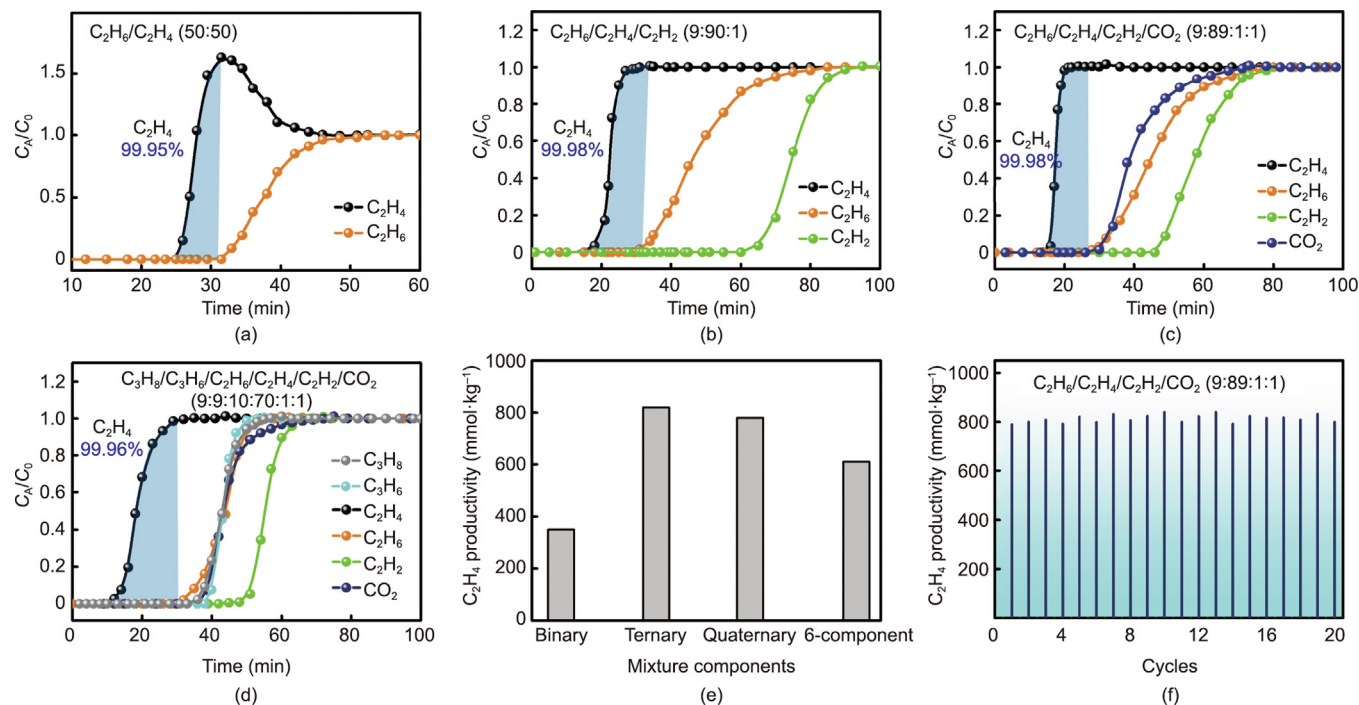 C₂H₆/C₂H₄ (50:50)
1.5
1.0
0.5
0
C_A/C₀
C₂H₄
99.95%
C₂H₄
C₂H₆
10 20 30 40 50 60
Time (min)
(a)
C₂H₆/C₂H₄/C₂H₂ (9:90:1)
1.2
1.0
0.8
0.6
0.4
0.2
0
C_A/C₀
C₂H₄
99.98%
C₂H₄
C₂H₆
C₂H₂
0 20 40 60 80 100
Time (min)
(b)
C₂H₆/C₂H₄/C₂H₂/CO₂ (9:89:1:1)
1.2
1.0
0.8
0.6
0.4
0.2
0
C_A/C₀
C₂H₄
99.98%
C₂H₄
C₂H₆
C₂H₂
CO₂
0 20 40 60 80 100
Time (min)
(c)
C₃H₈/C₃H₆/C₂H₆/C₂H₄/C₂H₂/CO₂
(9:9:10:70:1:1)
1.2
1.0
0.8
0.6
0.4
0.2
0
C_A/C₀
C₂H₄
99.96%
C₃H₈
C₃H₆
C₂H₄
C₂H₆
C₂H₂
CO₂
0 20 40 60 80 100
Time (min)
(d)
1000
800
600
400
200
0
C₂H₄ productivity (mmol·kg⁻¹)
Binary Ternary Quaternary 6-component
Mixture components
(e)
C₂H₆/C₂H₄/C₂H₂/CO₂ (9:89:1:1)
1000
800
600
400
200
C₂H₄ productivity (mmol·kg⁻¹)
0 4 8 12 16 20
Cycles
(f)